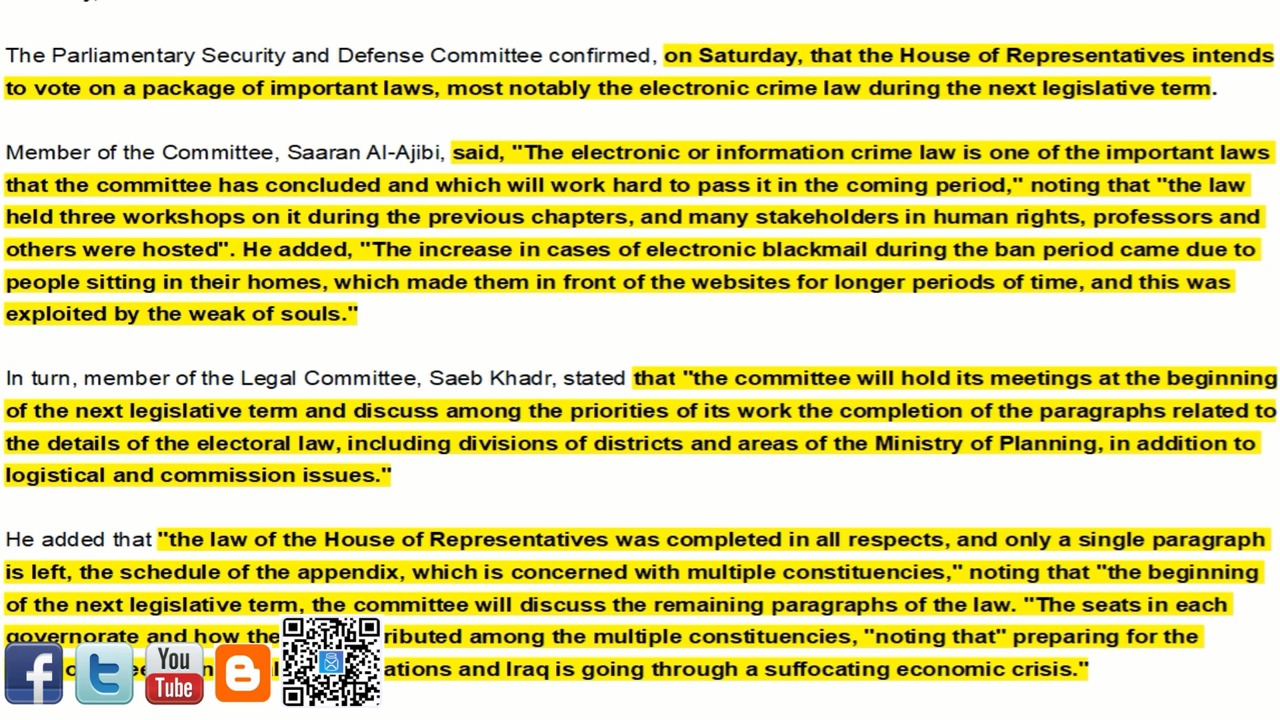 The Parliamentary Security and Defense Committee confirmed, on Saturday, that the House of Representatives intends
to vote on a package of important laws, most notably the electronic crime law during the next legislative term.
Member of the Committee, Saaran Al-Ajibi, said, "The electronic or information crime law is one of the important laws
that the committee has concluded and which will work hard to pass it in the coming period," noting that "the law
held three workshops on it during the previous chapters, and many stakeholders in human rights, professors and
others were hosted". He added, "The increase in cases of electronic blackmail during the ban period came due to
people sitting in their homes, which made them in front of the websites for longer periods of time, and this was
exploited by the weak of souls."
In turn, member of the Legal Committee, Saeb Khadr, stated that "the committee will hold its meetings at the beginning
of the next legislative term and discuss among the priorities of its work the completion of the paragraphs related to
the details of the electoral law, including divisions of districts and areas of the Ministry of Planning, in addition to
logistical and commission issues."
He added that "the law of the House of Representatives was completed in all respects, and only a single paragraph
is left, the schedule of the appendix, which is concerned with multiple constituencies," noting that "the beginning
of the next legislative term, the committee will discuss the remaining paragraphs of the law. "The seats in each
governorate and how the ributed among the multiple constituencies, "noting that" preparing for the
ations and Iraq is going through a suffocating economic crisis."
You
Tube